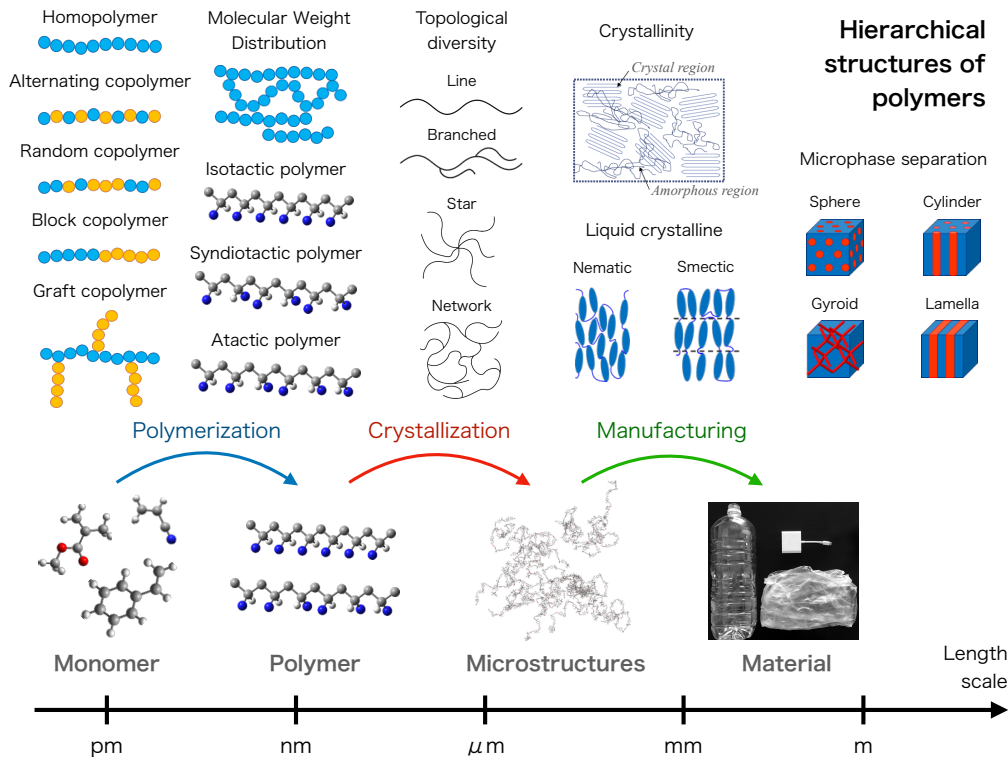 Homopolymer
Alternating copolymer
Random copolymer
Block copolymer
Graft copolymer
Molecular Weight
Distribution
Isotactic polymer
Syndiotactic polymer
Atactic polymer
Topological
diversity
Line
Branched
Star
Network
Crystallinity
Crystal region
Amorphous region
Liquid crystalline
Nematic
Smectic
Hierarchical
structures of
polymers
Microphase separation
Sphere
Cylinder
Gyroid
Lamella
Polymerization
Crystallization
Manufacturing
Monomer
Polymer
Microstructures
Material
Length
scale
pm
nm
μm
mm
m